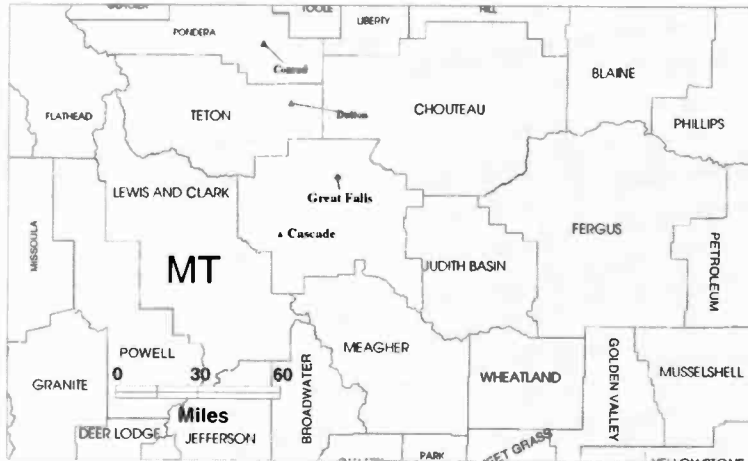 TOOLE
LIBERTY
HILL
PONDERA
Conrad
BLAINE
FLATHEAD
TETON
Dutton
CHOUTEAU
PHILLIPS
LEWIS AND CLARK
Great Falls
MISSOULA
Cascade
FERGUS
PETROLEUM
MT
JUDITH BASIN
POWELL
MEAGHER
GRANITE
0 30 60
Miles
BROADWATER
WHEATLAND
GOLDEN VALLEY
MUSSELSHELL
DEER LODGE
JEFFERSON
PARK